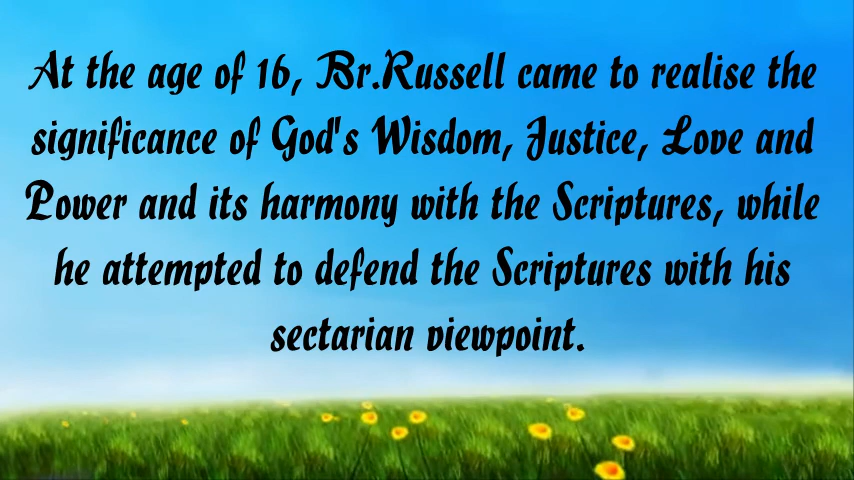 At the age of 16, Br.Russell came to realise the
significance of God's Wisdom, Justice, Love and
Power and its harmony with the Scriptures, while
he attempted to defend the Scriptures with his
sectarian viewpoint.